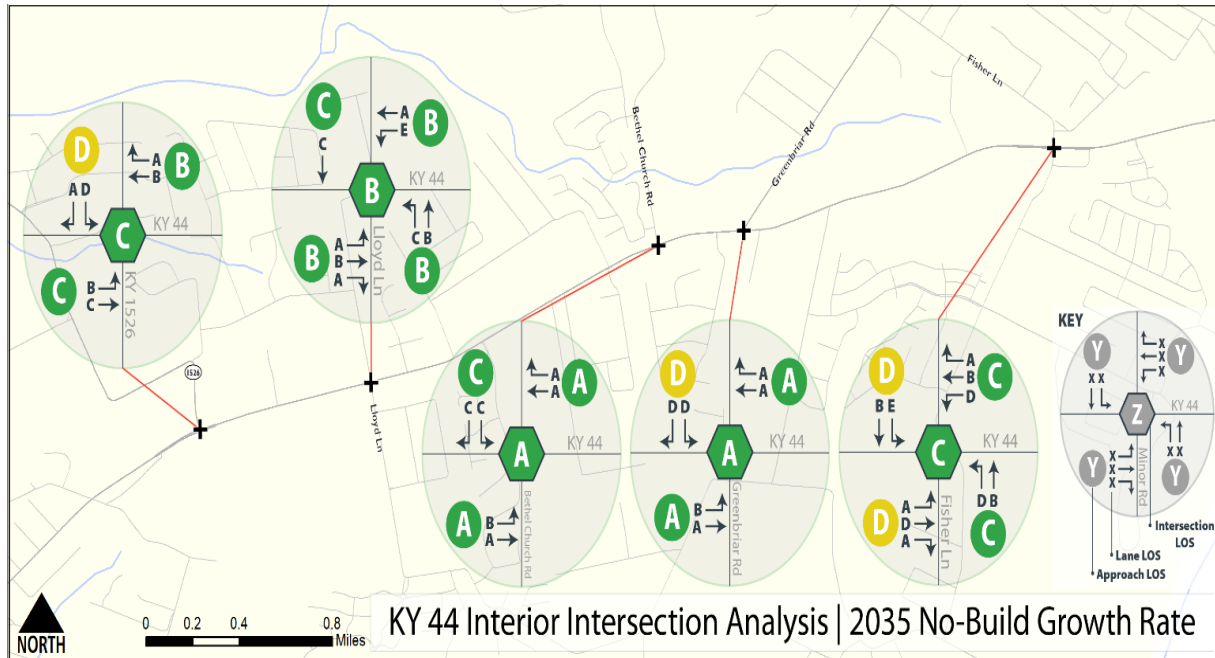 Fisher Ln
Bethel Church Rd
Greenbriar Rd
C
C
A
E
B
B
KY 44
Lloyd Ln
A
B
A
B
C B
B
D
A D
A
B
B
C
KY 44
KY 1526
C
B
C
1526
Lloyd Ln
C
C C
A
A
A
A
KY 44
Bethel Church Rd
A
B
A
D
D D
A
A
A
A
KY 44
Greenbriar Rd
A
B
A
D
B E
A
B
D
C
C
KY 44
Fisher Ln
D
A
D
A
D B
C
KEY
Y
X X
X
X
X
Y
Z
KY 44
Minor Rd
Y
X
X
X
X X
Y
Intersection
LOS
Lane LOS
Approach LOS
NORTH
0 0.2 0.4 0.8
Miles
KY 44 Interior Intersection Analysis | 2035 No-Build Growth Rate